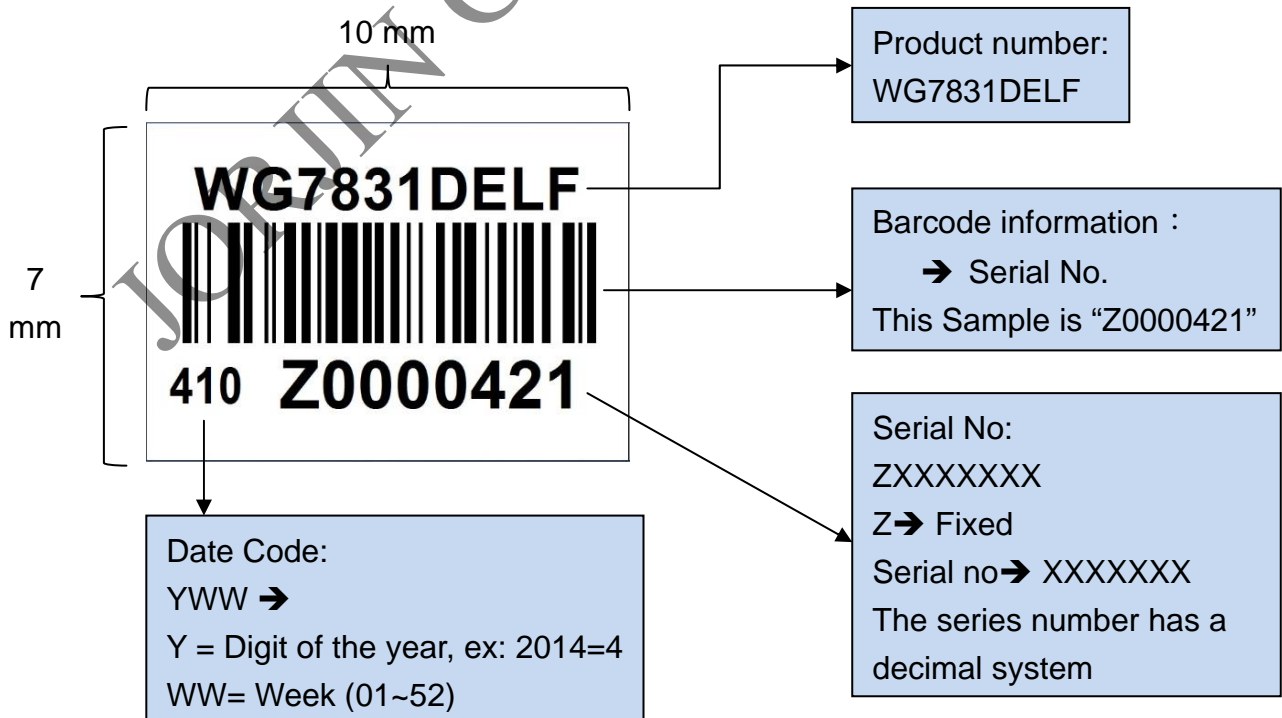 10 mm
7
mm
WG7831DELF
410 Z0000421
Product number:
WG7831DELF
Barcode information：
➔ Serial No.
This Sample is “Z0000421”
Serial No:
ZXXXXXXX
Z➔ Fixed
Serial no➔ XXXXXXX
The series number has a
decimal system
Date Code:
YWW ➔
Y = Digit of the year, ex: 2014=4
WW= Week (01~52)
JORJIN